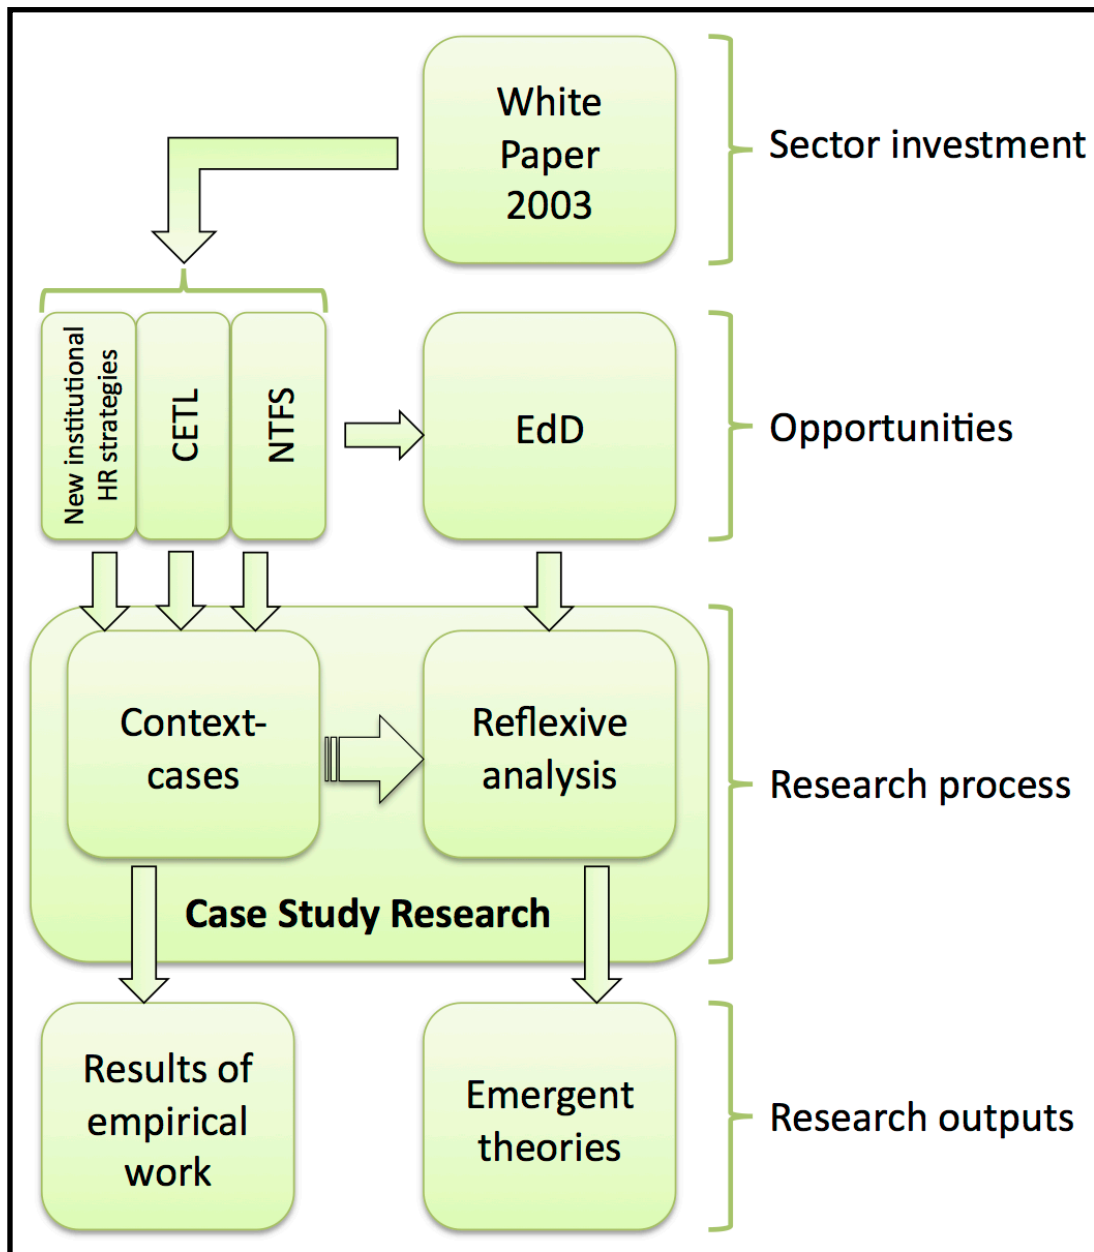 White
Paper
2003
Sector investment
New institutional
HR strategies
CETL
NTFS
EdD
Opportunities
Context-
cases
Reflexive
analysis
Research process
Case Study Research
Results of
empirical
work
Emergent
theories
Research outputs